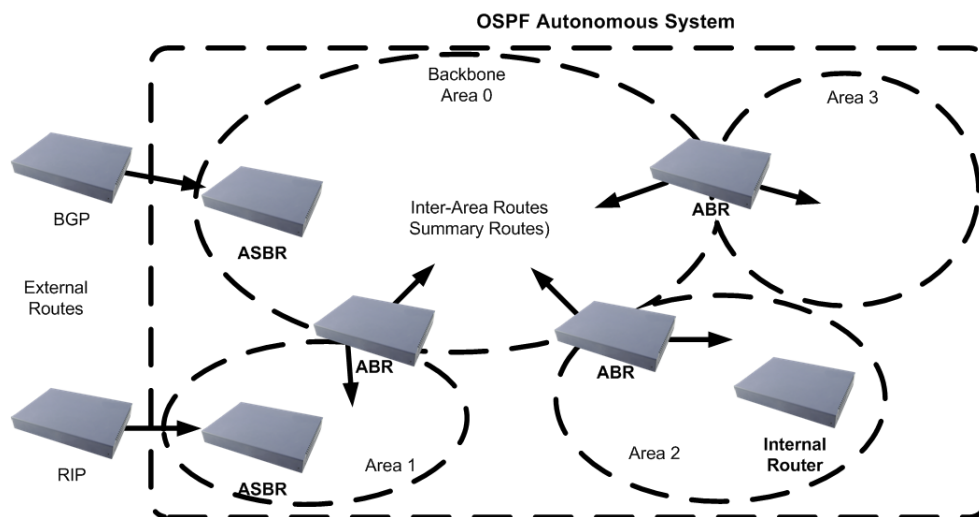 OSPF Autonomous System
Backbone
Area 0
Area 3
BGP
ASBR
Inter-Area Routes
Summary Routes)
ABR
External
Routes
ABR
ABR
RIP
ASBR
Area 1
Area 2
Internal
Router